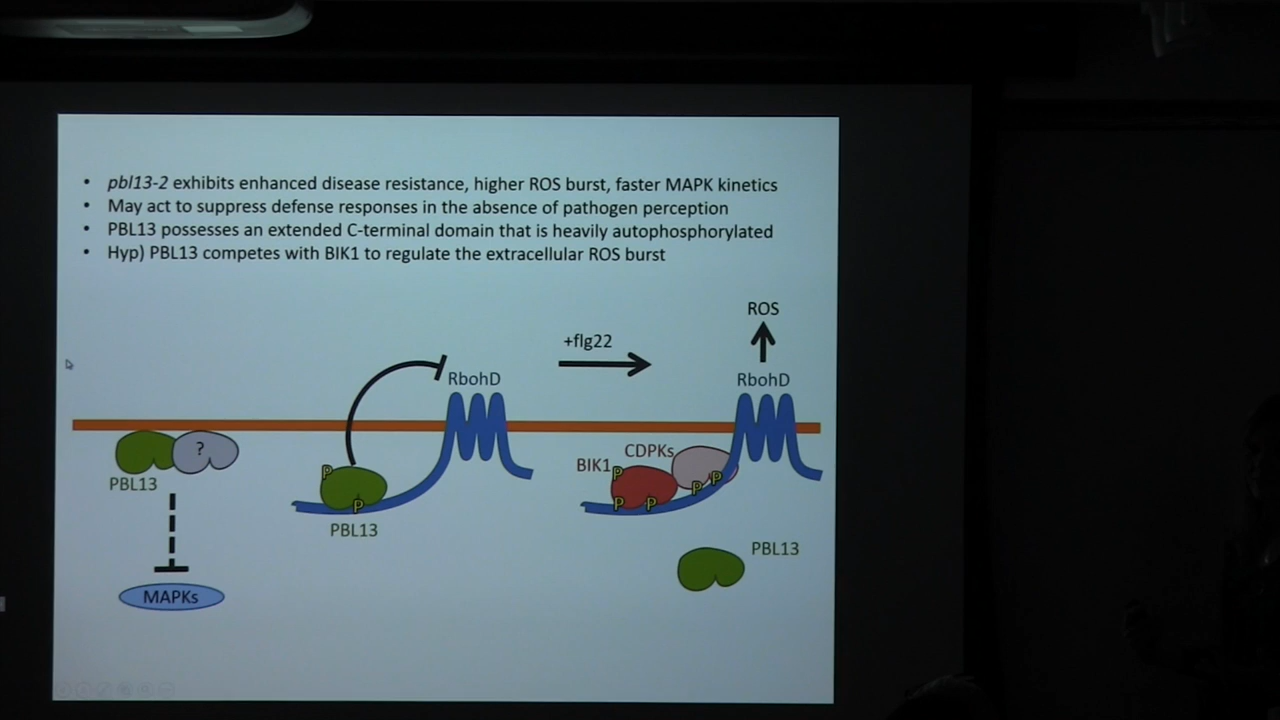 • pbl13-2 exhibits enhanced disease resistance, higher ROS burst, faster MAPK kinetics
• May act to suppress defense responses in the absence of pathogen perception
• PBL13 possesses an extended C-terminal domain that is heavily autophosphorylated
• Hyp) PBL13 competes with BIK1 to regulate the extracellular ROS burst
ROS
+flg22
RbohD
RbohD
?
CDPKs
BIK1
P
P
P
P
P
P
P
PBL13
PBL13
PBL13
MAPKs